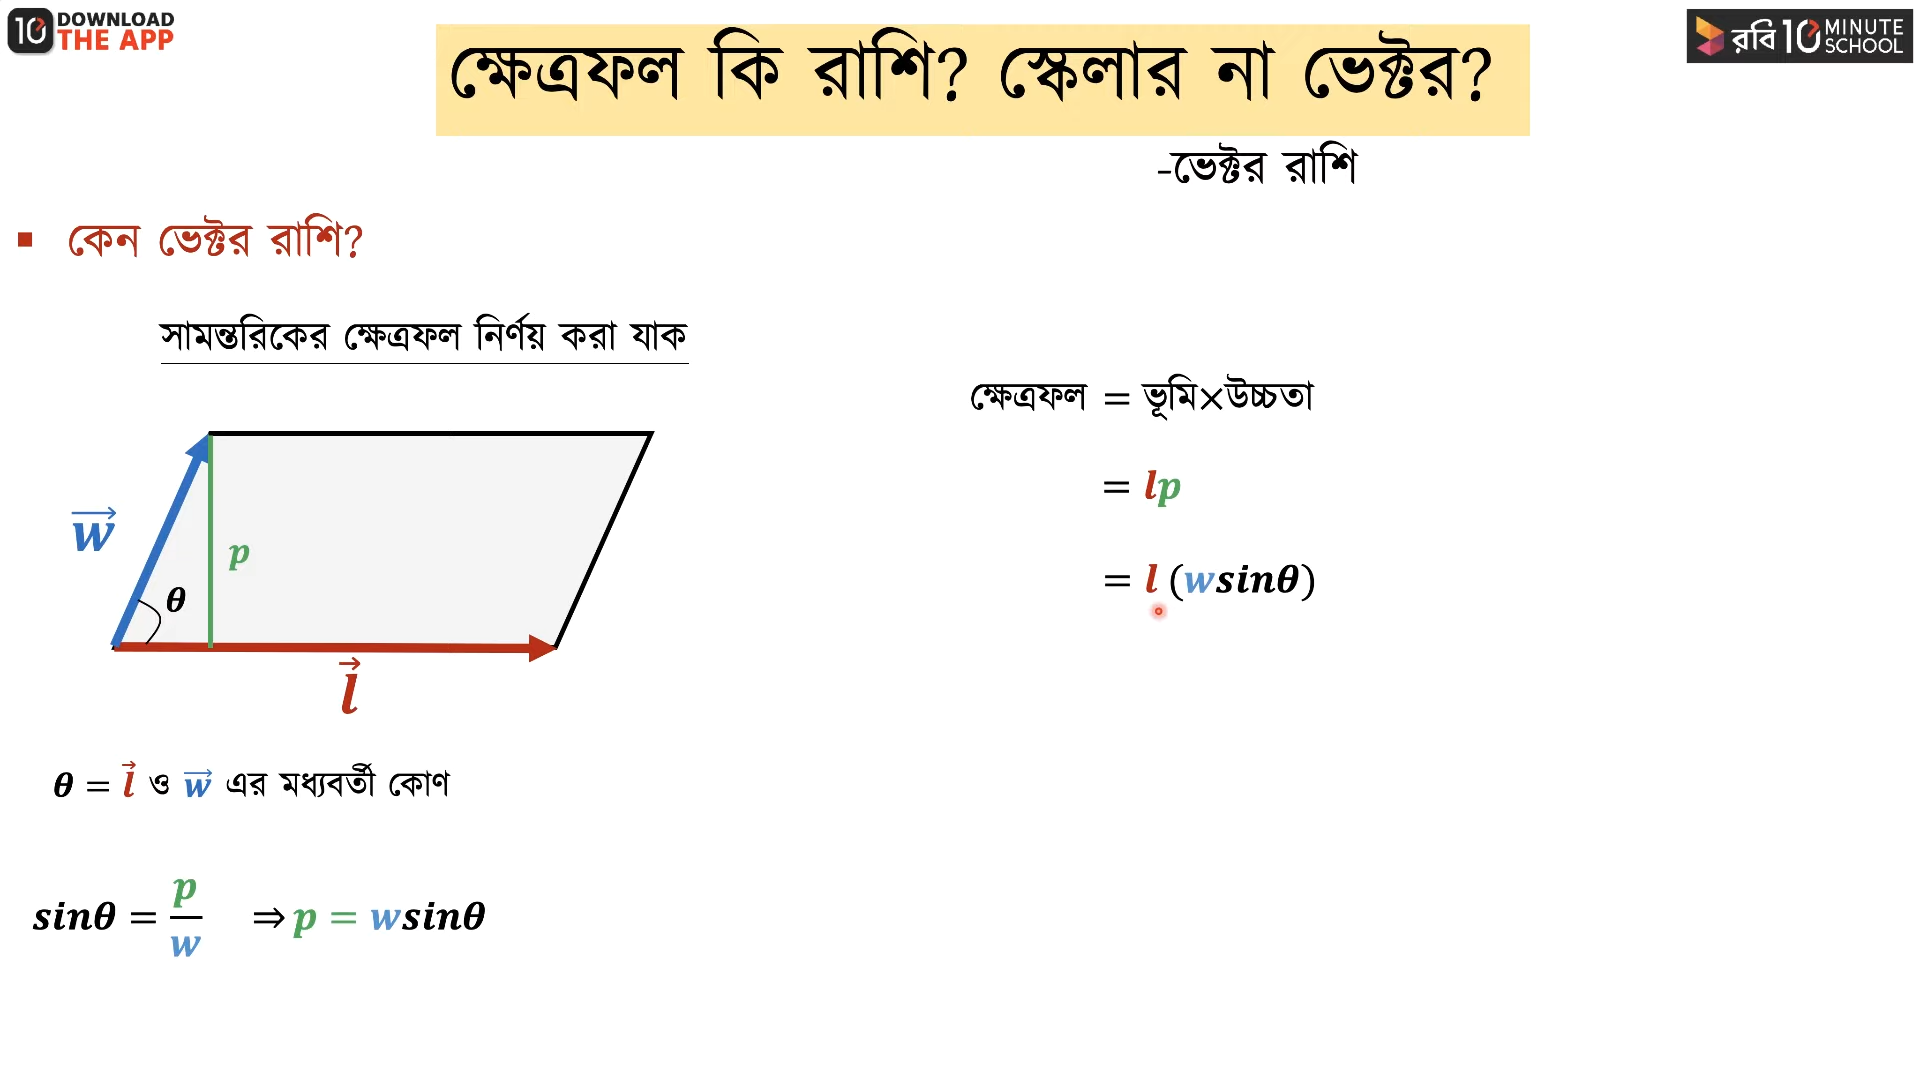 DOWNLOAD
THE APP
রবি 10 MINUTE
SCHOOL
ক্ষেত্রফল কি রাশি? স্কেলার না ভেক্টর?
-ভেক্টর রাশি
▪ কেন ভেক্টর রাশি?
সামন্তরিকের ক্ষেত্রফল নির্ণয় করা যাক
ক্ষেত্রফল = ভূমি×উচ্চতা
= lp
= l (wsinθ)
w⃗
p
θ
l⃗
θ = l⃗ ও w⃗ এর মধ্যবর্তী কোণ
sinθ = p/w ⇒ p = wsinθ